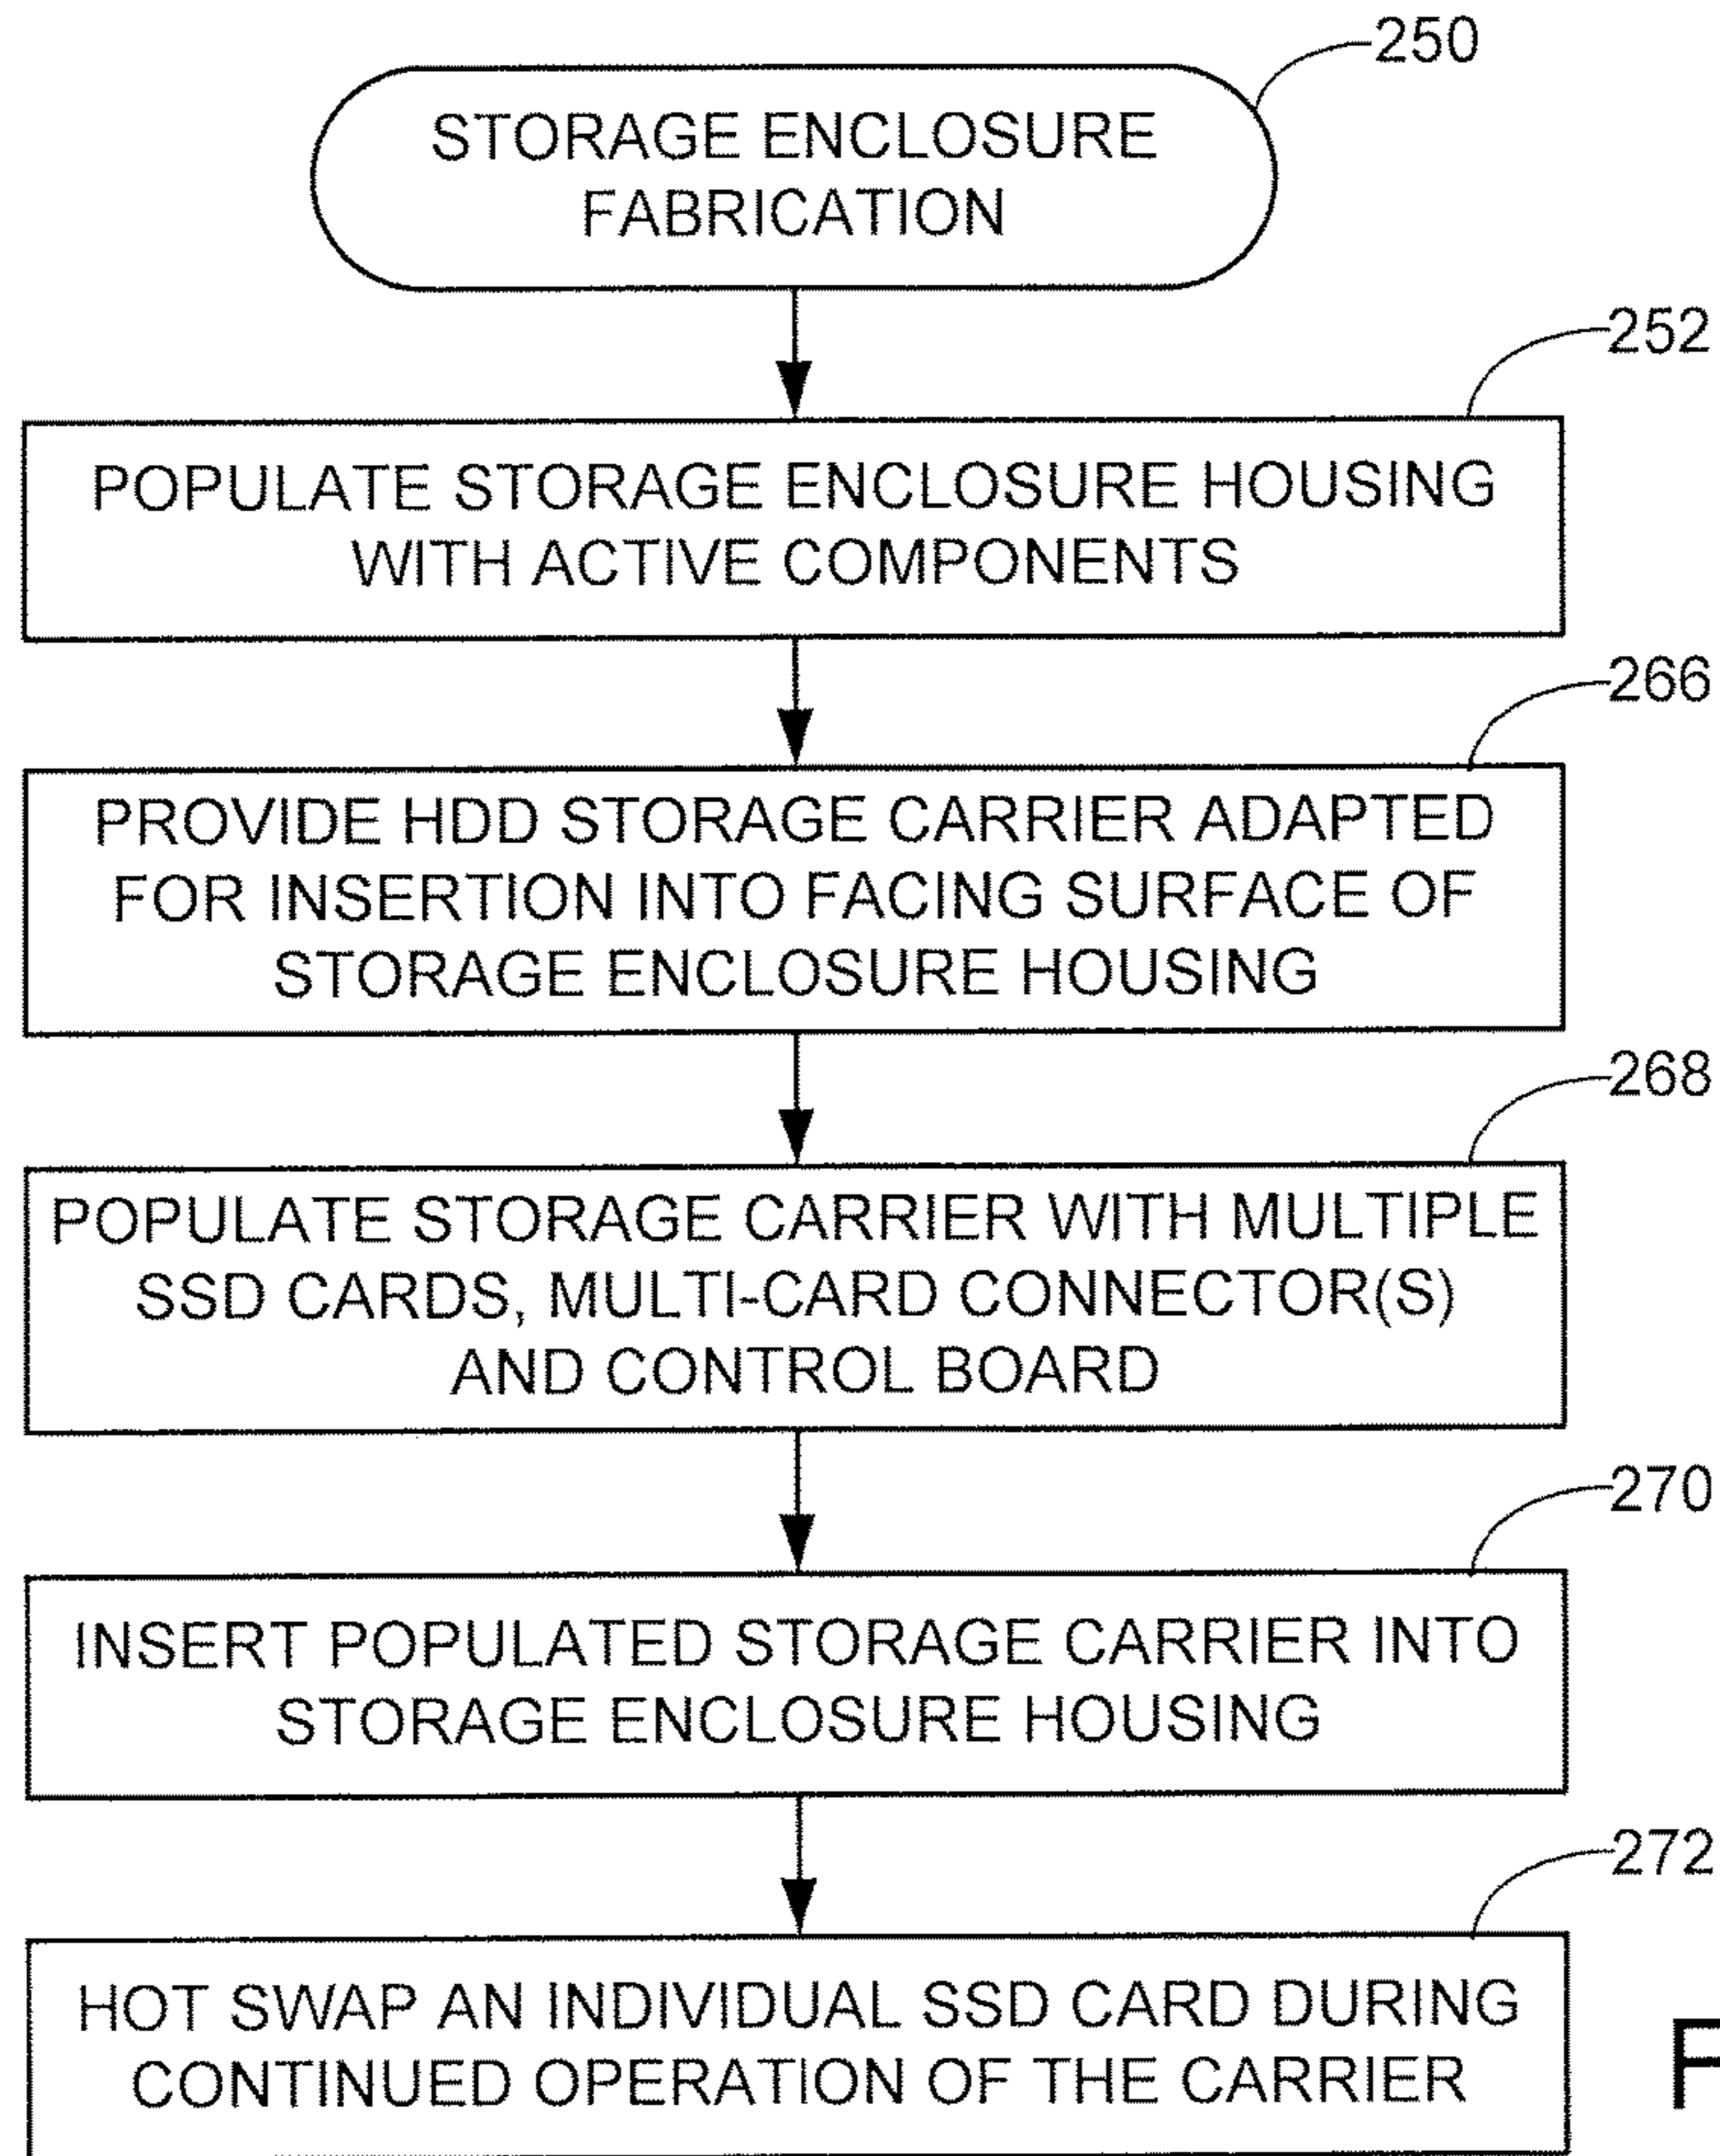 250
STORAGE ENCLOSURE
FABRICATION
252
POPULATE STORAGE ENCLOSURE HOUSING
WITH ACTIVE COMPONENTS
266
PROVIDE HDD STORAGE CARRIER ADAPTED
FOR INSERTION INTO FACING SURFACE OF
STORAGE ENCLOSURE HOUSING
268
POPULATE STORAGE CARRIER WITH MULTIPLE
SSD CARDS, MULTI-CARD CONNECTOR(S)
AND CONTROL BOARD
270
INSERT POPULATED STORAGE CARRIER INTO
STORAGE ENCLOSURE HOUSING
272
HOT SWAP AN INDIVIDUAL SSD CARD DURING
CONTINUED OPERATION OF THE CARRIER